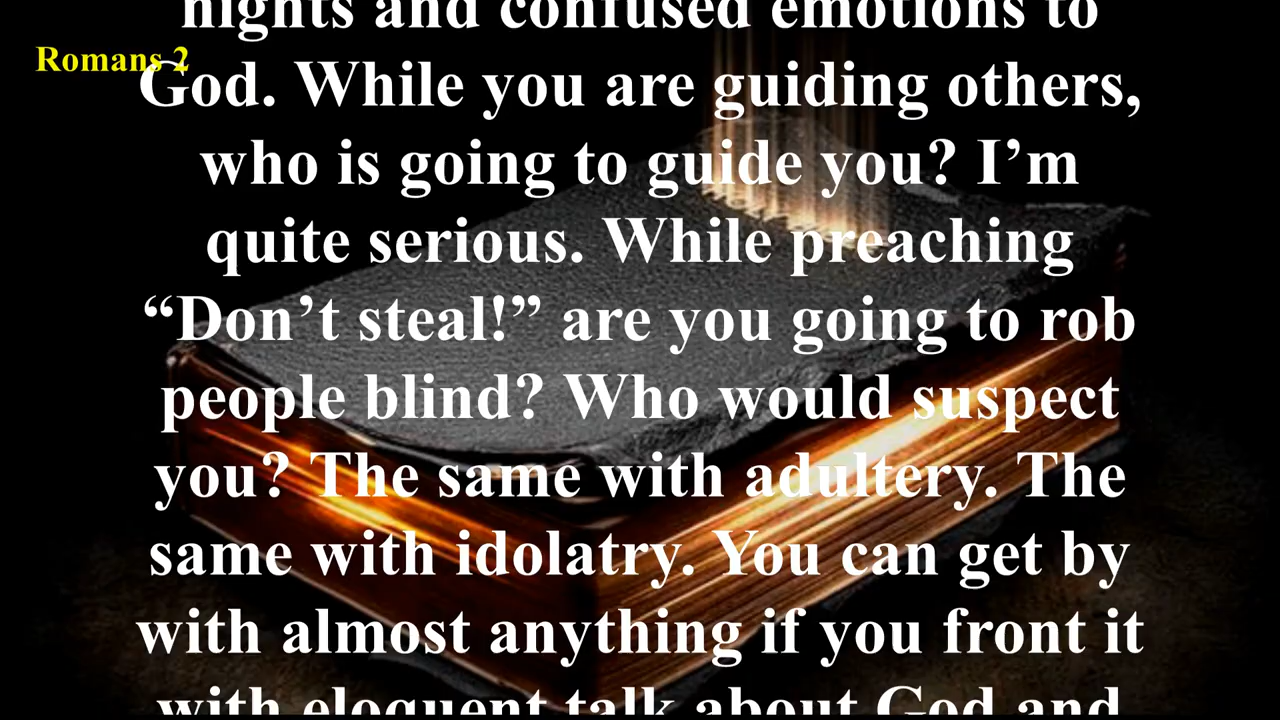 nights and confused emotions to
Romans 2
God. While you are guiding others,
who is going to guide you? I’m
quite serious. While preaching
“Don’t steal!” are you going to rob
people blind? Who would suspect
you? The same with adultery. The
same with idolatry. You can get by
with almost anything if you front it
with eloquent talk about God and